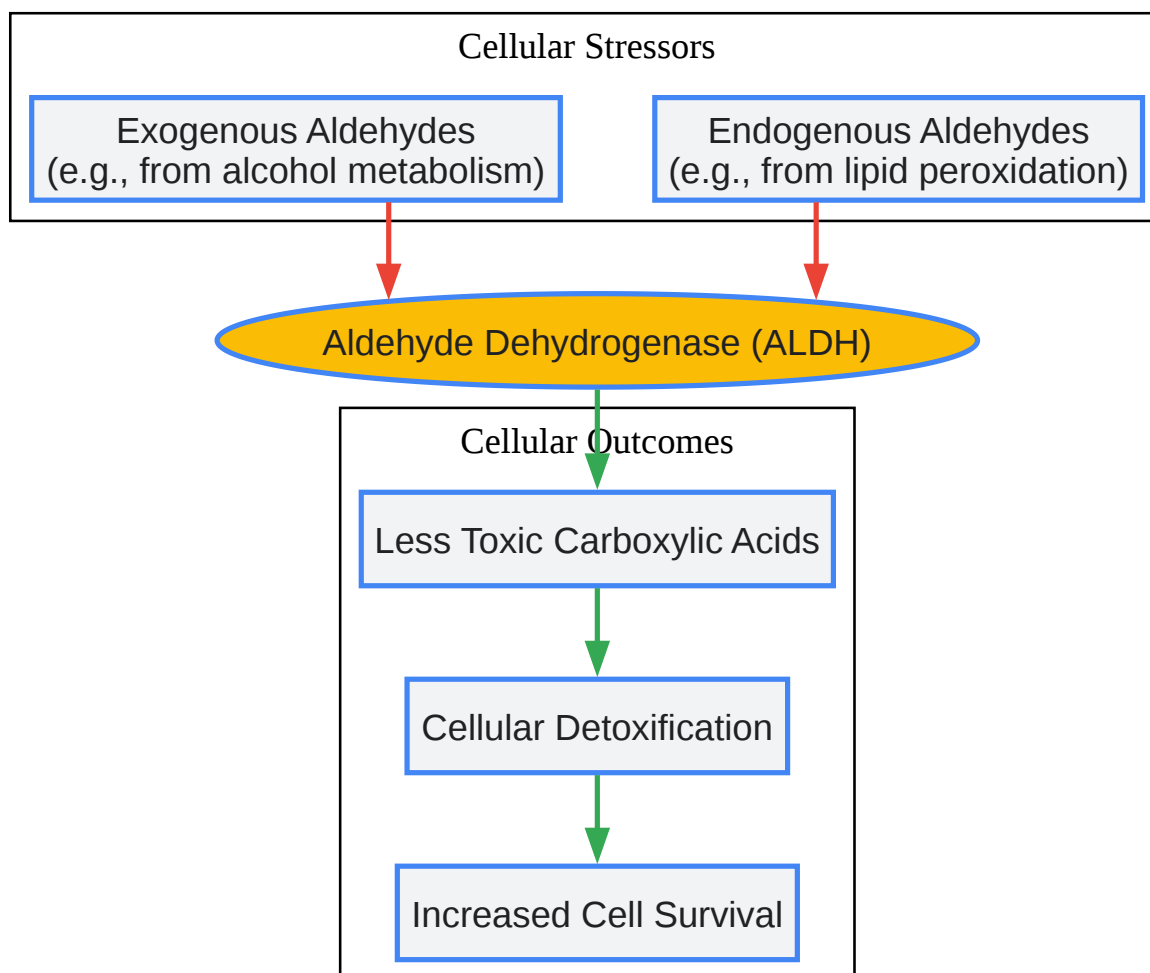 Cellular Stressors
Exogenous Aldehydes
(e.g., from alcohol metabolism)
Endogenous Aldehydes
(e.g., from lipid peroxidation)
Aldehyde Dehydrogenase (ALDH)
Cellular Outcomes
Less Toxic Carboxylic Acids
Cellular Detoxification
Increased Cell Survival